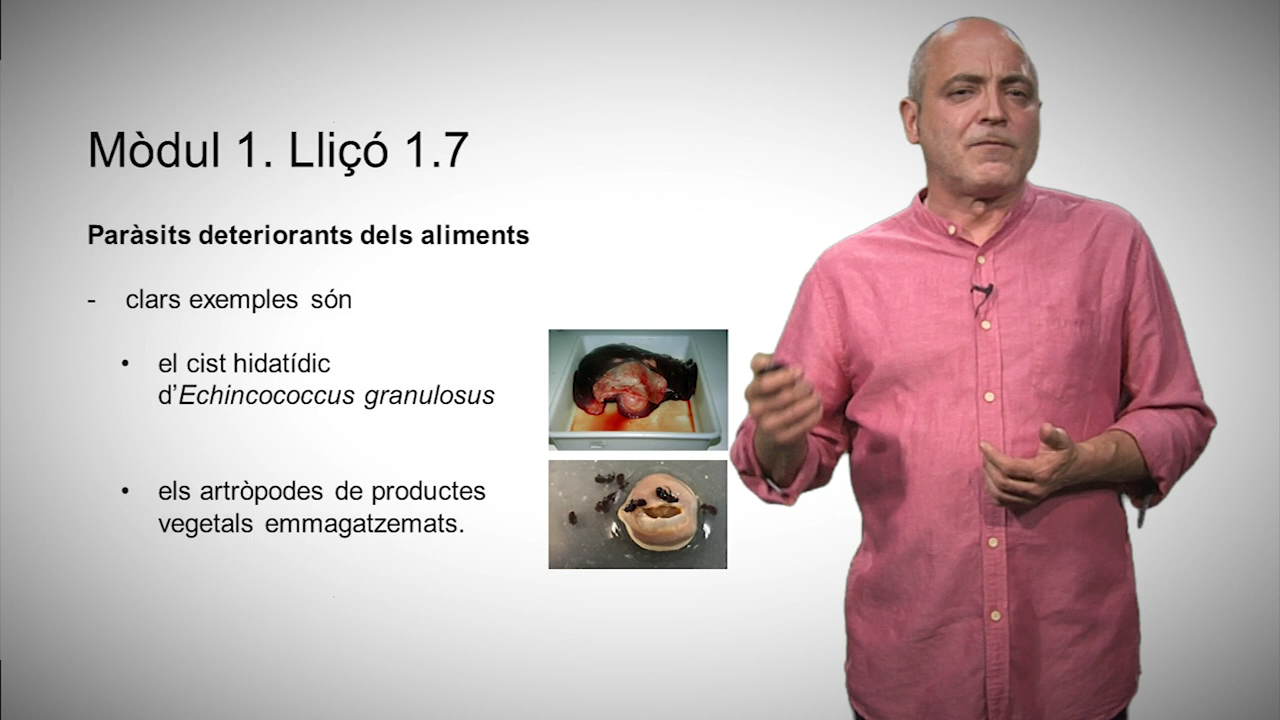 Mòdul 1. Lliçó 1.7
Paràsits deteriorants dels aliments
- clars exemples són
• el cist hidatídic
d'Echincococcus granulosus
• els artròpodes de productes
vegetals emmagatzemats.